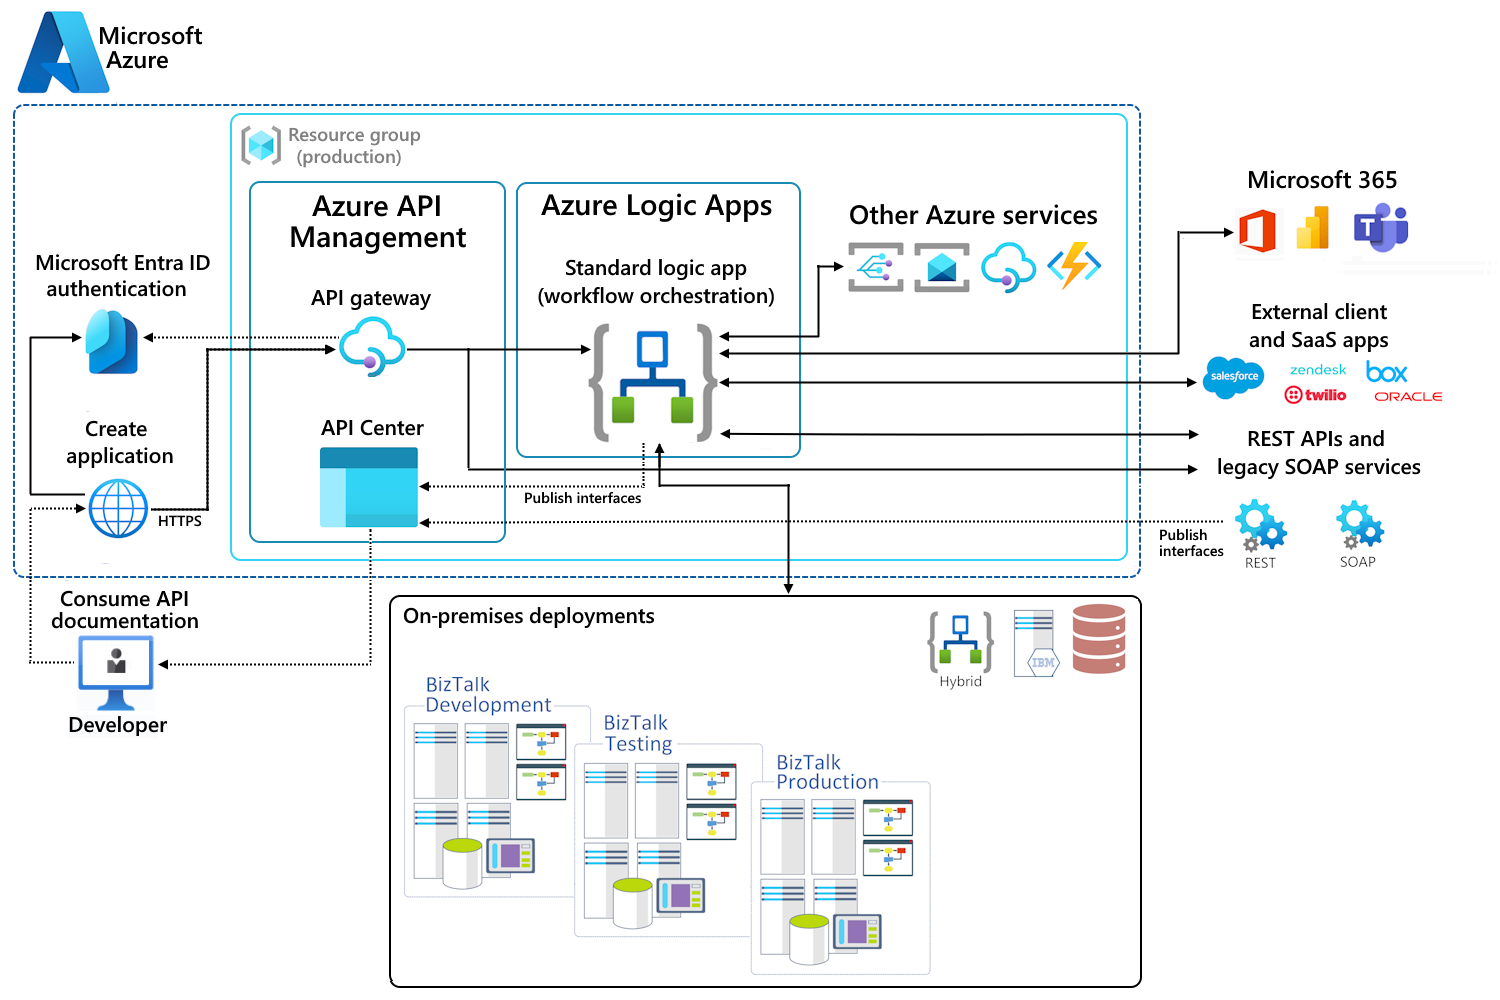 Microsoft
Azure
Resource group
(production)
Azure API
Management
Azure Logic Apps
Other Azure services
Microsoft 365
Microsoft Entra ID
authentication
API gateway
Standard logic app
(workflow orchestration)
T
External client
and SaaS apps
salesforce
zendesk
box
twilio
ORACLE
Create
application
API Center
REST APIs and
legacy SOAP services
HTTPS
Publish interfaces
Publish
interfaces
REST
SOAP
Consume API
documentation
Developer
On-premises deployments
Hybrid
IBM
BizTalk
Development
BizTalk
Testing
BizTalk
Production